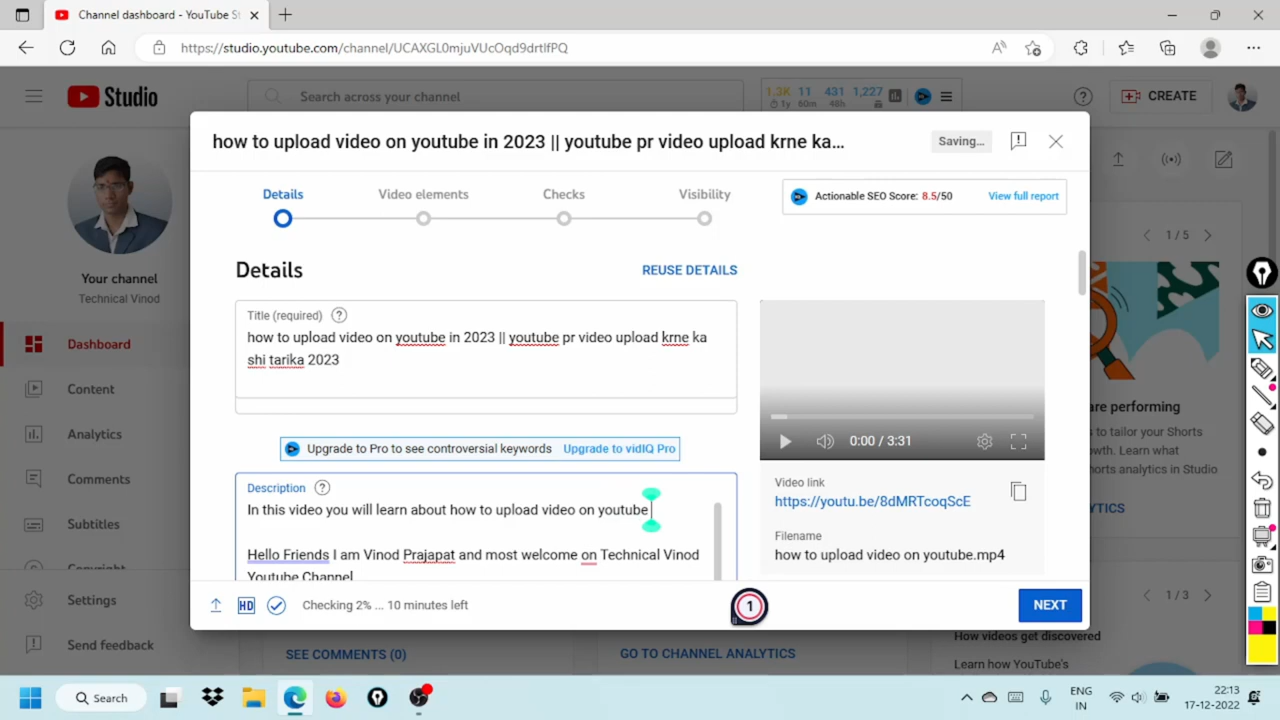 Channel dashboard - YouTube St
https://studio.youtube.com/channel/UCAXGL0mjuVUcOqd9drtlfPQ
Studio
Search across your channel
1.3K 11 431 1,227
1y 60m 48h
CREATE
how to upload video on youtube in 2023 || youtube pr video upload krne ka...
Saving...
Details
Video elements
Checks
Visibility
Actionable SEO Score: 8.5/50
View full report
Details
REUSE DETAILS
Title (required)
how to upload video on youtube in 2023 || youtube pr video upload krne ka
shi tarika 2023
Upgrade to Pro to see controversial keywords Upgrade to vidIQ Pro
Description
In this video you will learn about how to upload video on youtube
Hello Friends I am Vinod Prajapat and most welcome on Technical Vinod
Youtube Channel
0:00 / 3:31
Video link
https://youtu.be/8dMRTcoqScE
Filename
how to upload video on youtube.mp4
HD
Checking 2% ... 10 minutes left
1
NEXT
Your channel
Technical Vinod
Dashboard
Content
Analytics
Comments
Subtitles
Copyright
Settings
Send feedback
SEE COMMENTS (0)
GO TO CHANNEL ANALYTICS
1 / 5
are performing
s to tailor your Shorts
rowth. Learn what
horts analytics in Studio
YTICS
1 / 3
How videos get discovered
Learn how YouTube's
Search
ENG
IN
22:13
17-12-2022